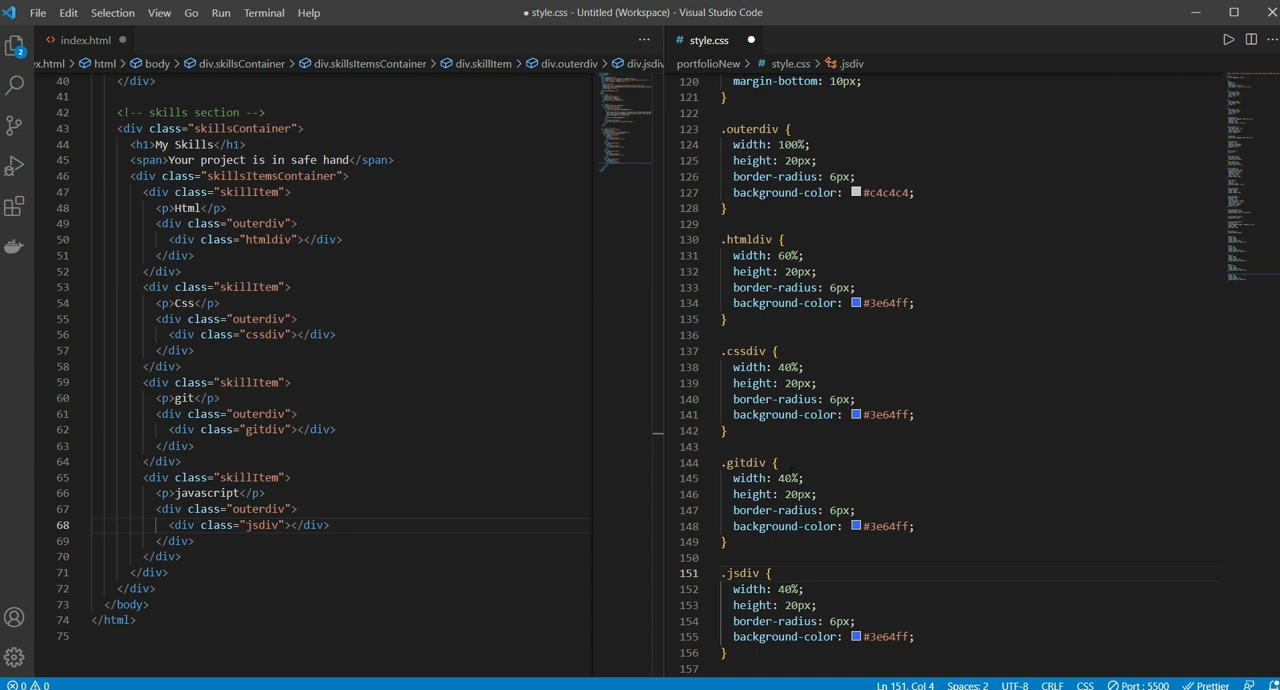 File Edit Selection View Go Run Terminal Help
● style.css - Untitled (Workspace) - Visual Studio Code
2
<> index.html ●
...
x.html > html > body > div.skillsContainer > div.skillsItemsContainer > div.skillItem > div.outerdiv > div.jsdiv
40 </div>
41
42 <!-- skills section -->
43 <div class="skillsContainer">
44 <h1>My Skills</h1>
45 <span>Your project is in safe hand</span>
46 <div class="skillsItemsContainer">
47 <div class="skillItem">
48 <p>Html</p>
49 <div class="outerdiv">
50 <div class="htmldiv"></div>
51 </div>
52 </div>
53 <div class="skillItem">
54 <p>Css</p>
55 <div class="outerdiv">
56 <div class="cssdiv"></div>
57 </div>
58 </div>
59 <div class="skillItem">
60 <p>git</p>
61 <div class="outerdiv">
62 <div class="gitdiv"></div>
63 </div>
64 </div>
65 <div class="skillItem">
66 <p>javascript</p>
67 <div class="outerdiv">
68 <div class="jsdiv"></div>
69 </div>
70 </div>
71 </div>
72 </div>
73 </body>
74 </html>
75
# style.css ●
...
portfolioNew > # style.css > .jsdiv
120 margin-bottom: 10px;
121 }
122
123 .outerdiv {
124 width: 100%;
125 height: 20px;
126 border-radius: 6px;
127 background-color: #c4c4c4;
128 }
129
130 .htmldiv {
131 width: 60%;
132 height: 20px;
133 border-radius: 6px;
134 background-color: #3e64ff;
135 }
136
137 .cssdiv {
138 width: 40%;
139 height: 20px;
140 border-radius: 6px;
141 background-color: #3e64ff;
142 }
143
144 .gitdiv {
145 width: 40%;
146 height: 20px;
147 border-radius: 6px;
148 background-color: #3e64ff;
149 }
150
151 .jsdiv {
152 width: 40%;
153 height: 20px;
154 border-radius: 6px;
155 background-color: #3e64ff;
156 }
157
0 0 Ln 151, Col 4 Spaces: 2 UTF-8 CRLF CSS Port : 5500 Prettier